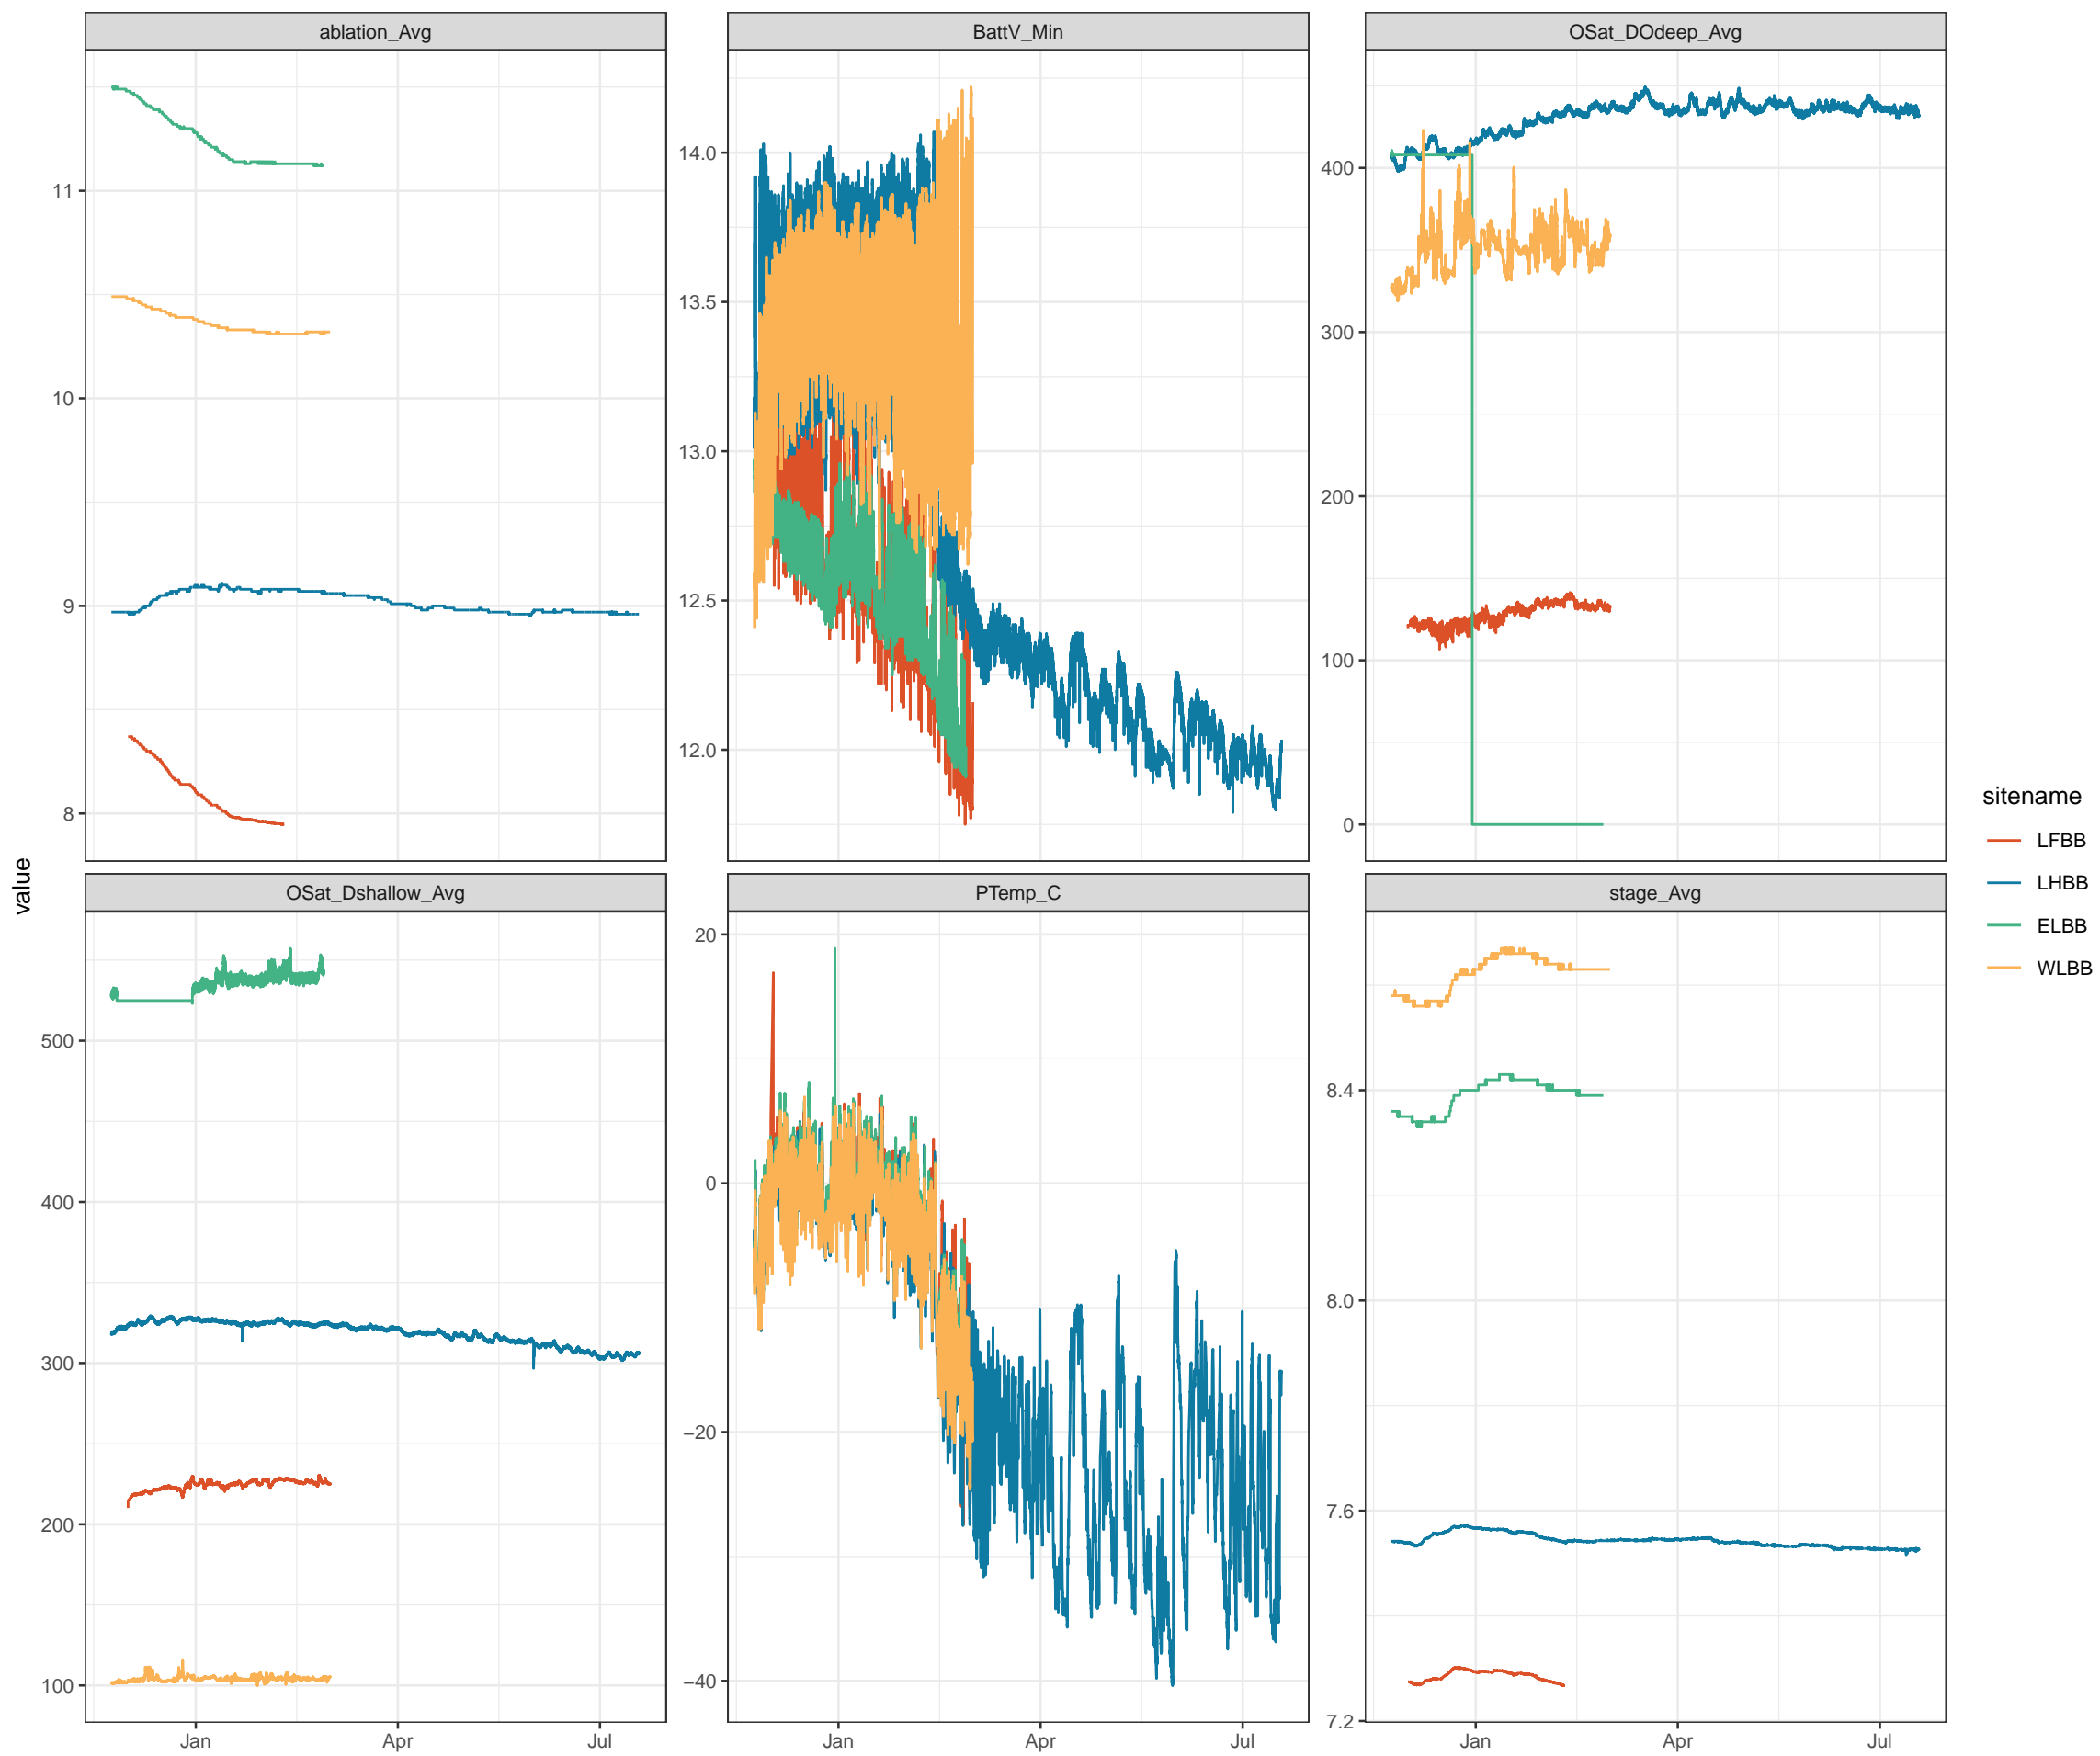 ablation_Avg
BattV_Min
OSat_DOdeep_Avg
11
10
9
8
14.0
13.5
13.0
12.5
12.0
400
300
200
100
0
value
OSat_Dshallow_Avg
PTemp_C
stage_Avg
500
400
300
200
100
20
0
−20
−40
8.4
8.0
7.6
7.2
Jan Apr Jul
Jan Apr Jul
Jan Apr Jul
sitename
LFBB
LHBB
ELBB
WLBB